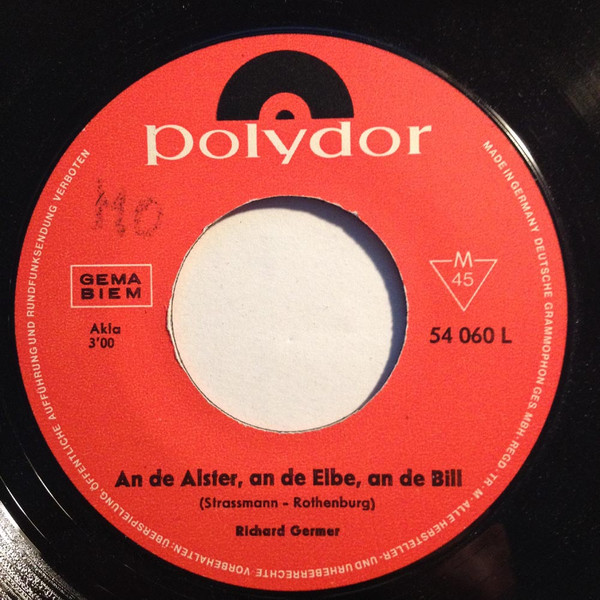 polydor
MO
GEMA
BIEM
Akla
3'00
M
45
54 060 L
An de Alster, an de Elbe, an de Bill
(Strassmann - Rothenburg)
Richard Germer
MADE IN GERMANY DEUTSCHE GRAMMOPHON GES. MBH · REGD. TR. M. · ALLE HERSTELLER- UND URHEBERRECHTE VORBEHALTEN: ÜBERSPIELUNG, ÖFFENTLICHE AUFFÜHRUNG UND RUNDFUNKSENDUNG VERBOTEN